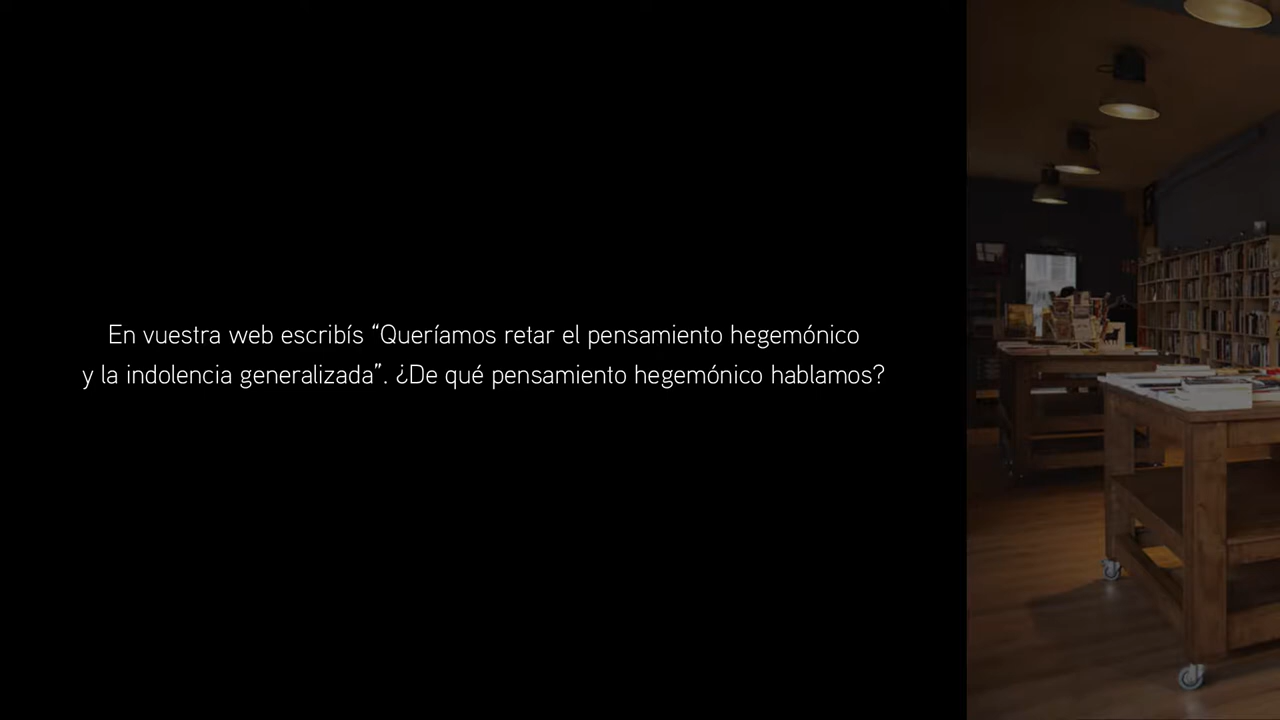 En vuestra web escribís “Queríamos retar el pensamiento hegemónico
y la indolencia generalizada”. ¿De qué pensamiento hegemónico hablamos?